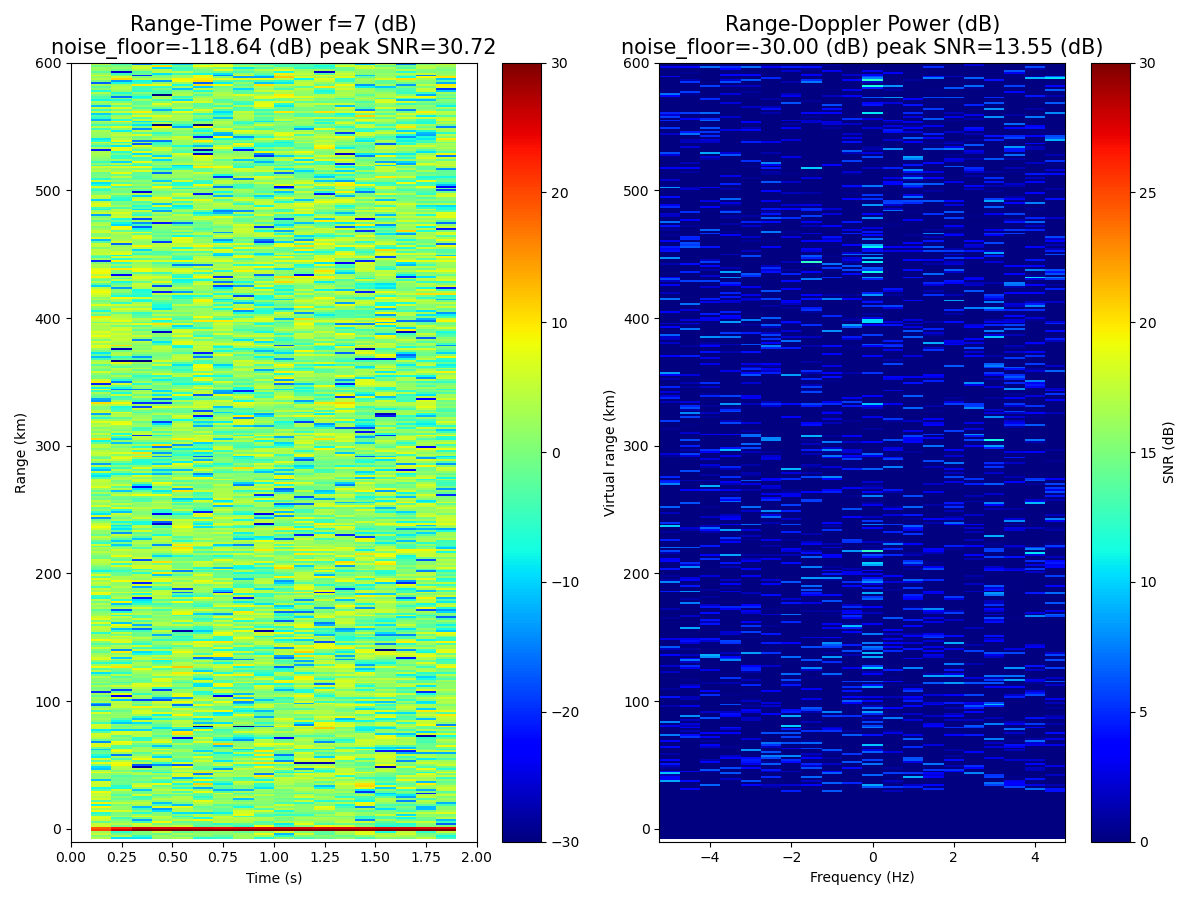 Range-Time Power f=7 (dB)
noise_floor=-118.64 (dB) peak SNR=30.72
600
500
400
300
200
100
0
Range (km)
0.00 0.25 0.50 0.75 1.00 1.25 1.50 1.75 2.00
Time (s)
30
20
10
0
−10
−20
−30
Range-Doppler Power (dB)
noise_floor=-30.00 (dB) peak SNR=13.55 (dB)
600
500
400
300
200
100
0
Virtual range (km)
−4 −2 0 2 4
Frequency (Hz)
30
25
20
15
10
5
0
SNR (dB)